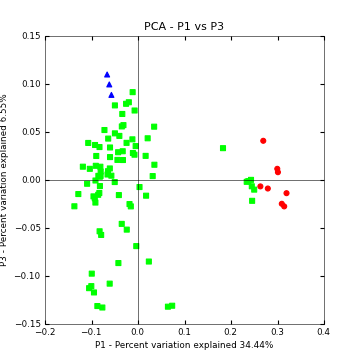 PCA - P1 vs P3
0.15
0.10
0.05
0.00
−0.05
−0.10
−0.15
P3 - Percent variation explained 6.55%
−0.2 −0.1 0.0 0.1 0.2 0.3 0.4
P1 - Percent variation explained 34.44%